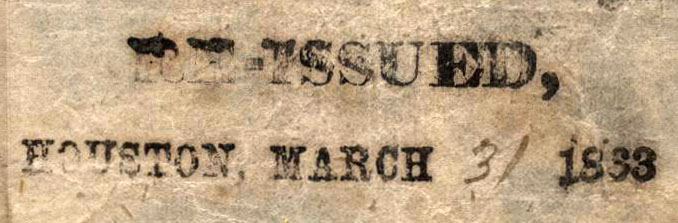 RE-ISSUED,
HOUSTON, MARCH 31 1863